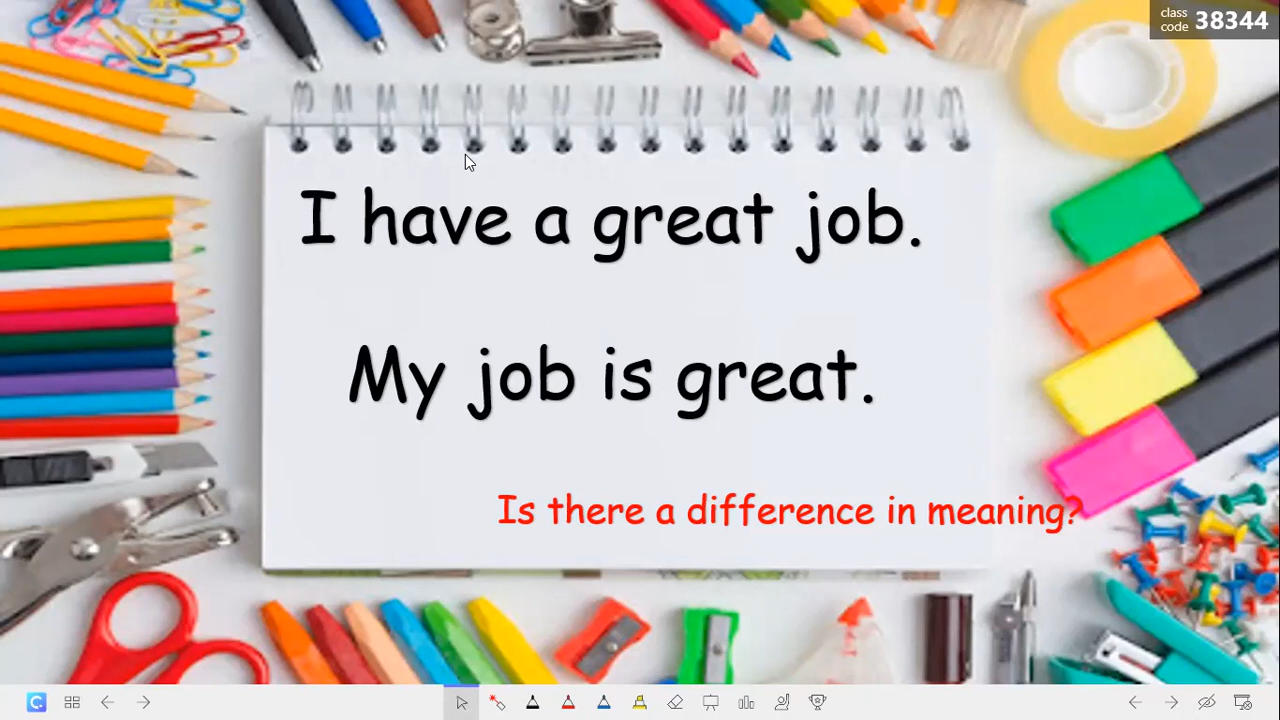 class
code 38344
I have a great job.
My job is great.
Is there a difference in meaning?